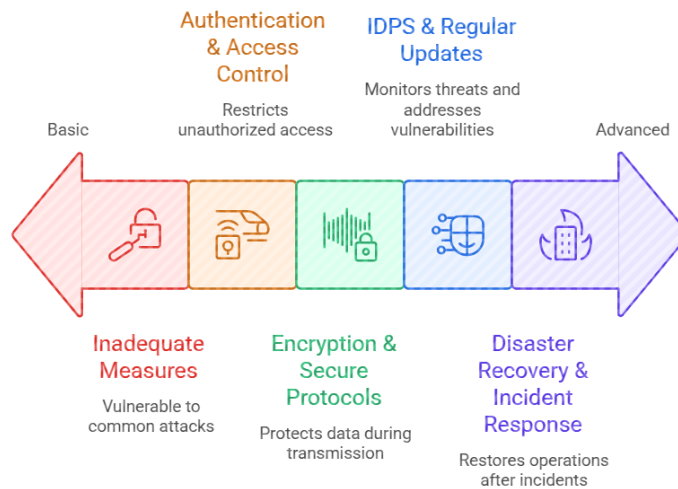 Authentication
& Access
Control
Restricts
unauthorized access
IDPS & Regular
Updates
Monitors threats and
addresses
vulnerabilities
Basic
Advanced
Inadequate
Measures
Vulnerable to
common attacks
Encryption &
Secure
Protocols
Protects data during
transmission
Disaster
Recovery &
Incident
Response
Restores operations
after incidents